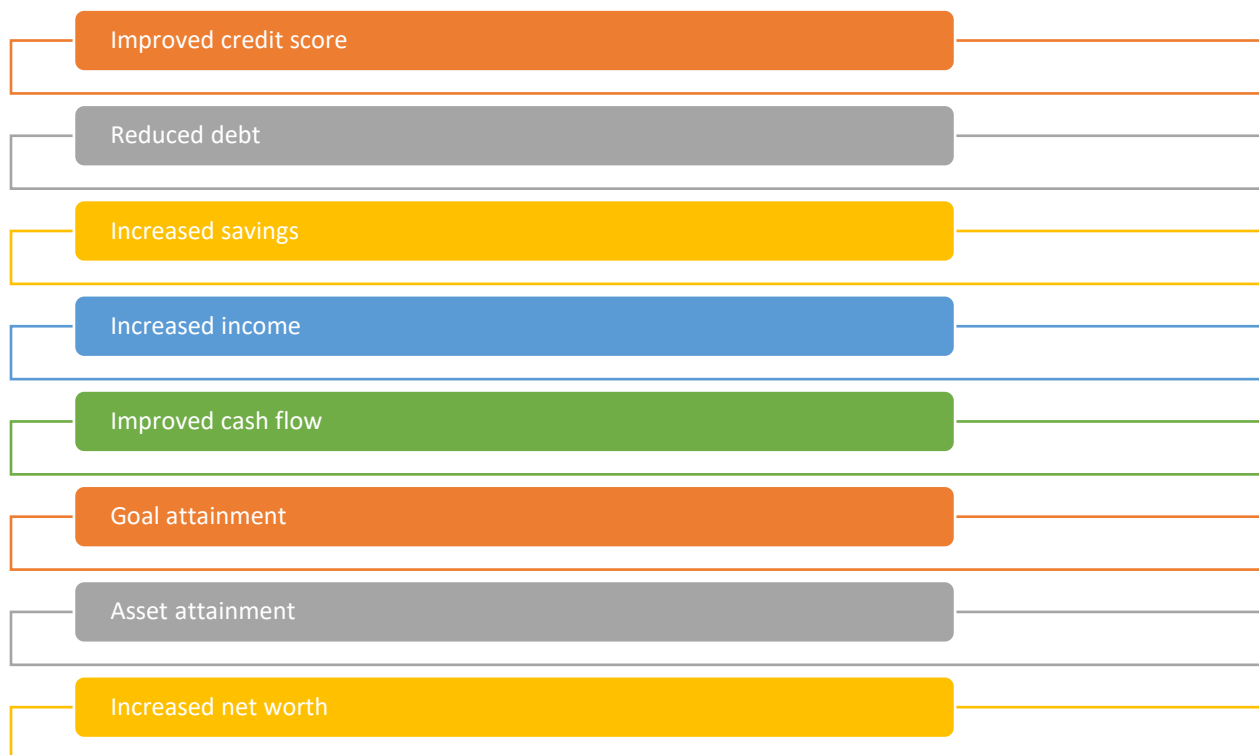 Improved credit score
Reduced debt
Increased savings
Increased income
Improved cash flow
Goal attainment
Asset attainment
Increased net worth